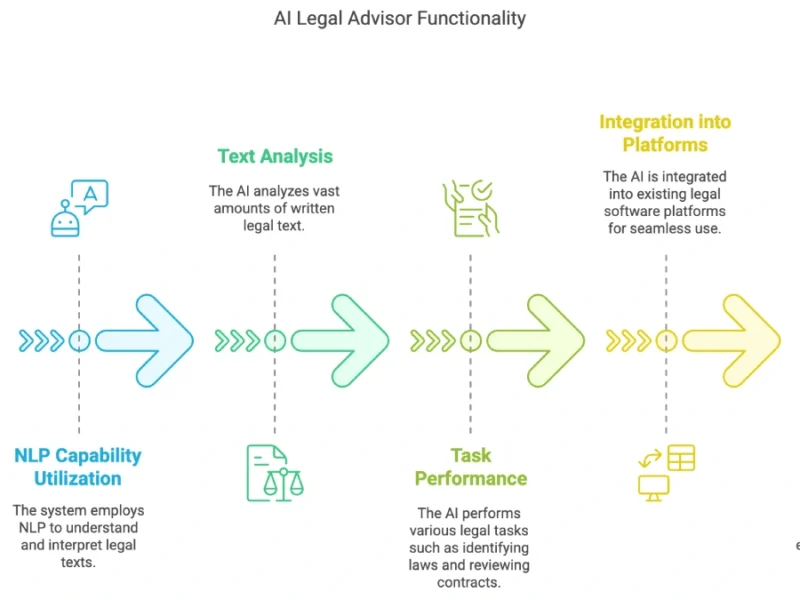 AI Legal Advisor Functionality
NLP Capability
Utilization
The system employs
NLP to understand
and interpret legal
texts.
Text Analysis
The AI analyzes vast
amounts of written
legal text.
Task
Performance
The AI performs
various legal tasks
such as identifying
laws and reviewing
contracts.
Integration into
Platforms
The AI is integrated
into existing legal
software platforms
for seamless use.
A